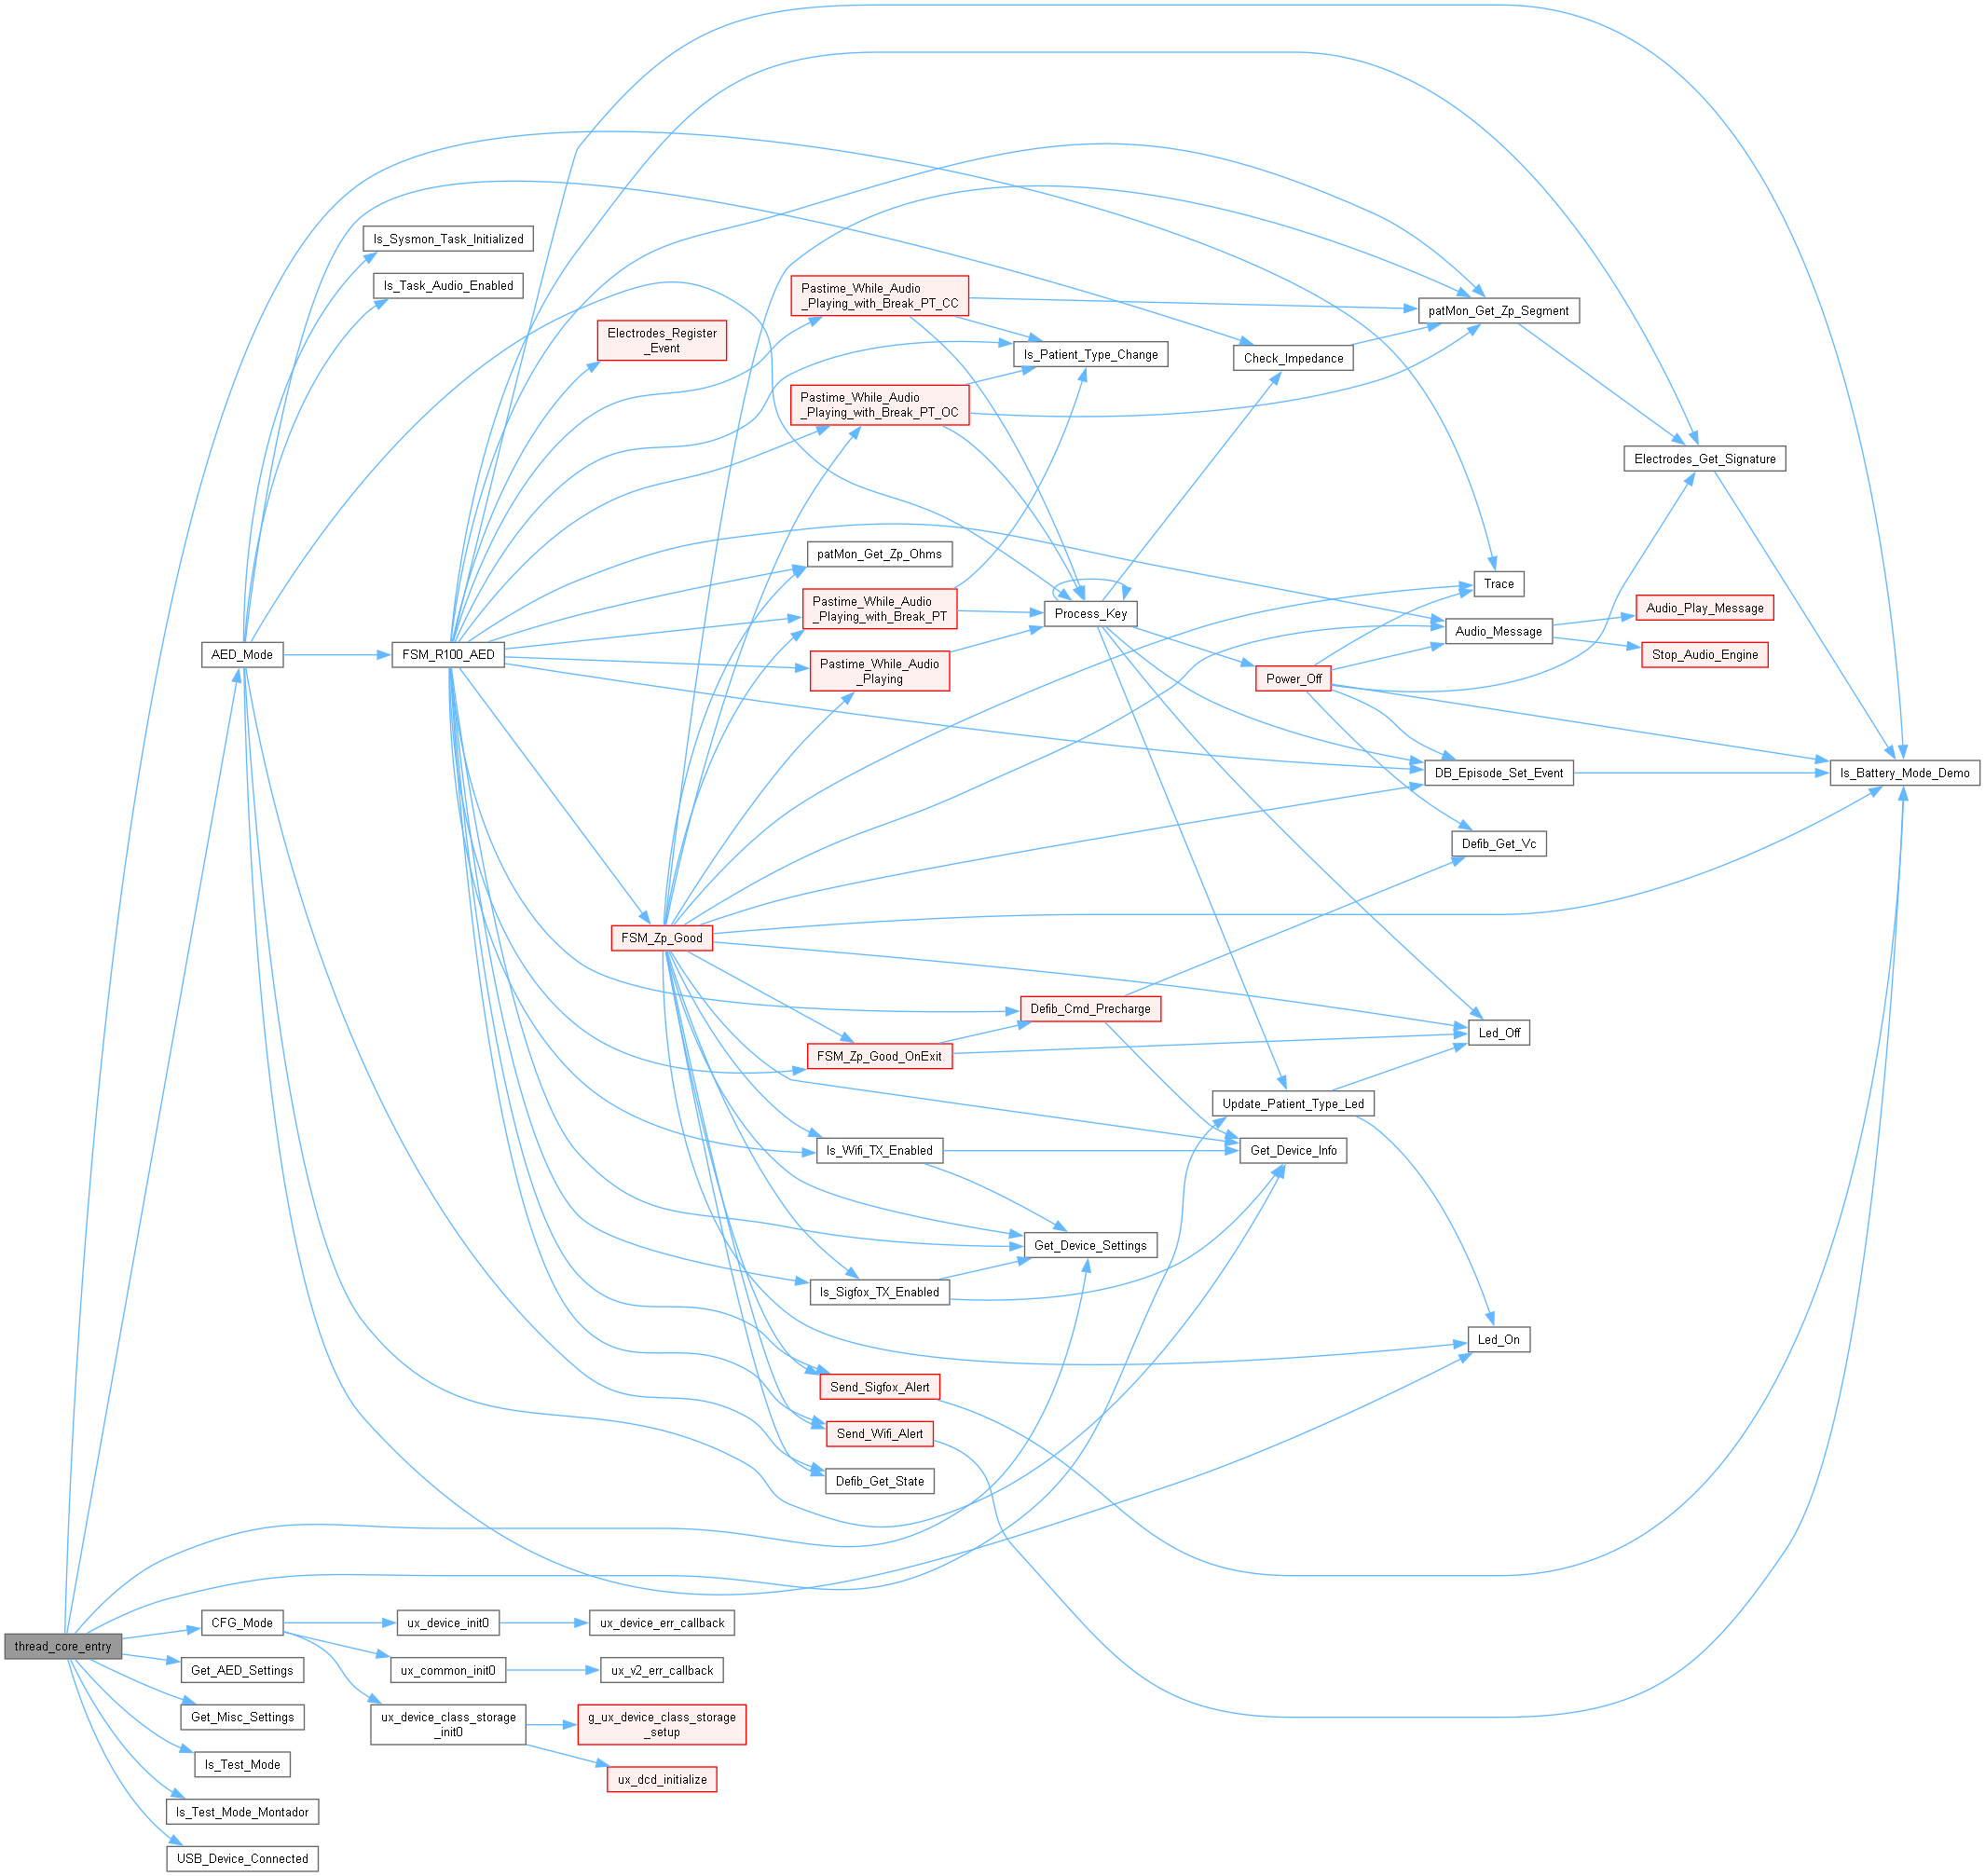 Is_Sysmon_Task_Initialized
Is_Task_Audio_Enabled
Pastime_While_Audio
_Playing_with_Break_PT_CC
patMon_Get_Zp_Segment
Electrodes_Register
_Event
Is_Patient_Type_Change
Check_Impedance
Pastime_While_Audio
_Playing_with_Break_PT_OC
Electrodes_Get_Signature
patMon_Get_Zp_Ohms
Trace
Pastime_While_Audio
_Playing_with_Break_PT
Process_Key
Audio_Play_Message
Audio_Message
AED_Mode
FSM_R100_AED
Stop_Audio_Engine
Pastime_While_Audio
_Playing
Power_Off
DB_Episode_Set_Event
Is_Battery_Mode_Demo
Defib_Get_Vc
FSM_Zp_Good
Defib_Cmd_Precharge
Led_Off
FSM_Zp_Good_OnExit
Update_Patient_Type_Led
Is_Wifi_TX_Enabled
Get_Device_Info
Get_Device_Settings
Is_Sigfox_TX_Enabled
Led_On
Send_Sigfox_Alert
Send_Wifi_Alert
Defib_Get_State
CFG_Mode
ux_device_init0
ux_device_err_callback
thread_core_entry
Get_AED_Settings
ux_common_init0
ux_v2_err_callback
Get_Misc_Settings
ux_device_class_storage
_init0
g_ux_device_class_storage
_setup
Is_Test_Mode
ux_dcd_initialize
Is_Test_Mode_Montador
USB_Device_Connected